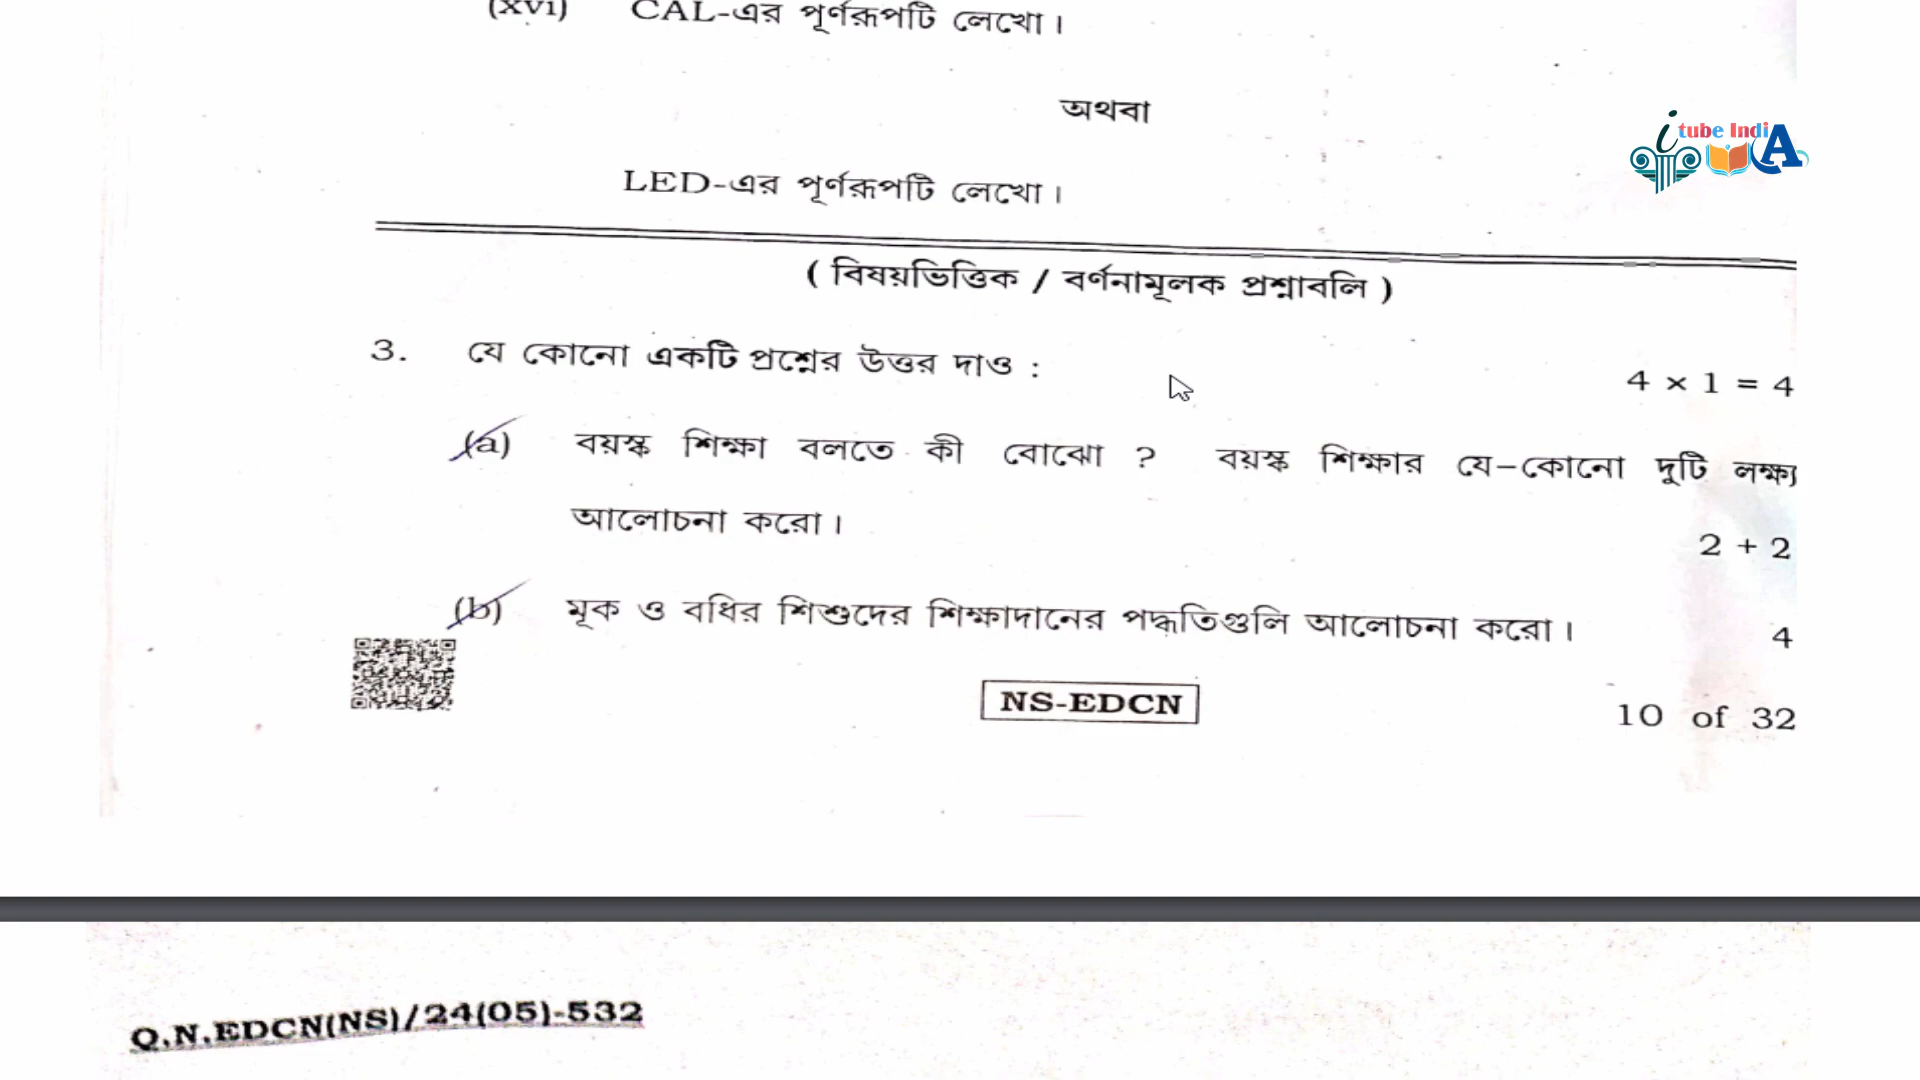 (xvi) CAL-এর পূর্ণরূপটি লেখো।
অথবা
i tube IndiA
LED-এর পূর্ণরূপটি লেখো।
( বিষয়ভিত্তিক / বর্ণনামূলক প্রশ্নাবলি )
3. যে কোনো একটি প্রশ্নের উত্তর দাও : 4 × 1 = 4
(a) বয়স্ক শিক্ষা বলতে কী বোঝো ? বয়স্ক শিক্ষার যে-কোনো দুটি লক্ষ্য
আলোচনা করো। 2 + 2
(b) মূক ও বধির শিশুদের শিক্ষাদানের পদ্ধতিগুলি আলোচনা করো। 4
NS-EDCN 10 of 32
Q.N.EDCN(NS)/24(05)-532